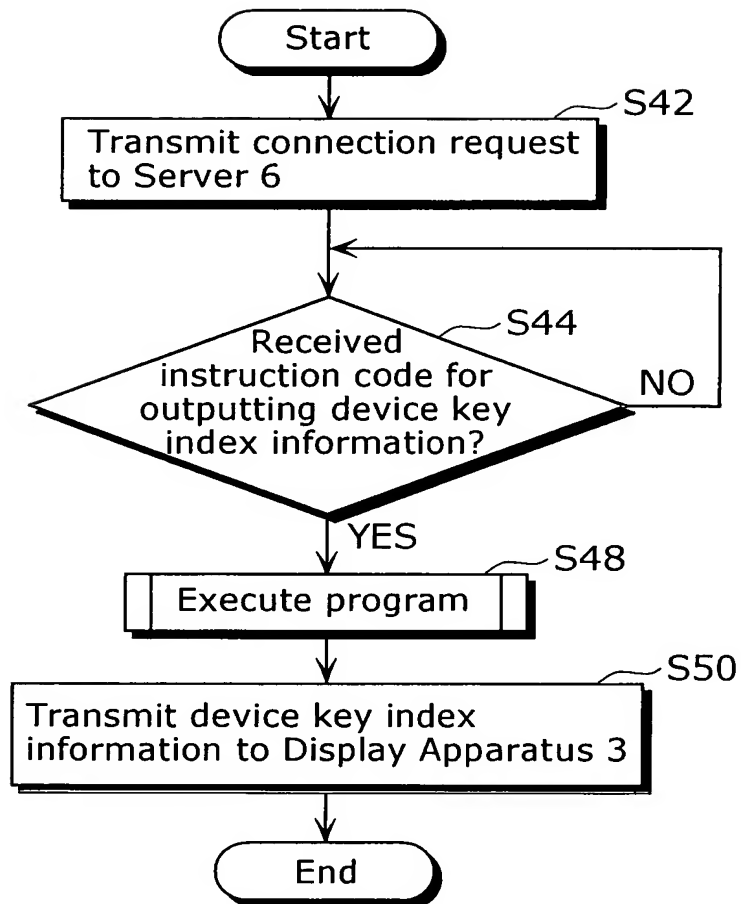 Start
S42
Transmit connection request
to Server 6
S44
Received
instruction code for
outputting device key
index information?
NO
YES
S48
Execute program
S50
Transmit device key index
information to Display Apparatus 3
End